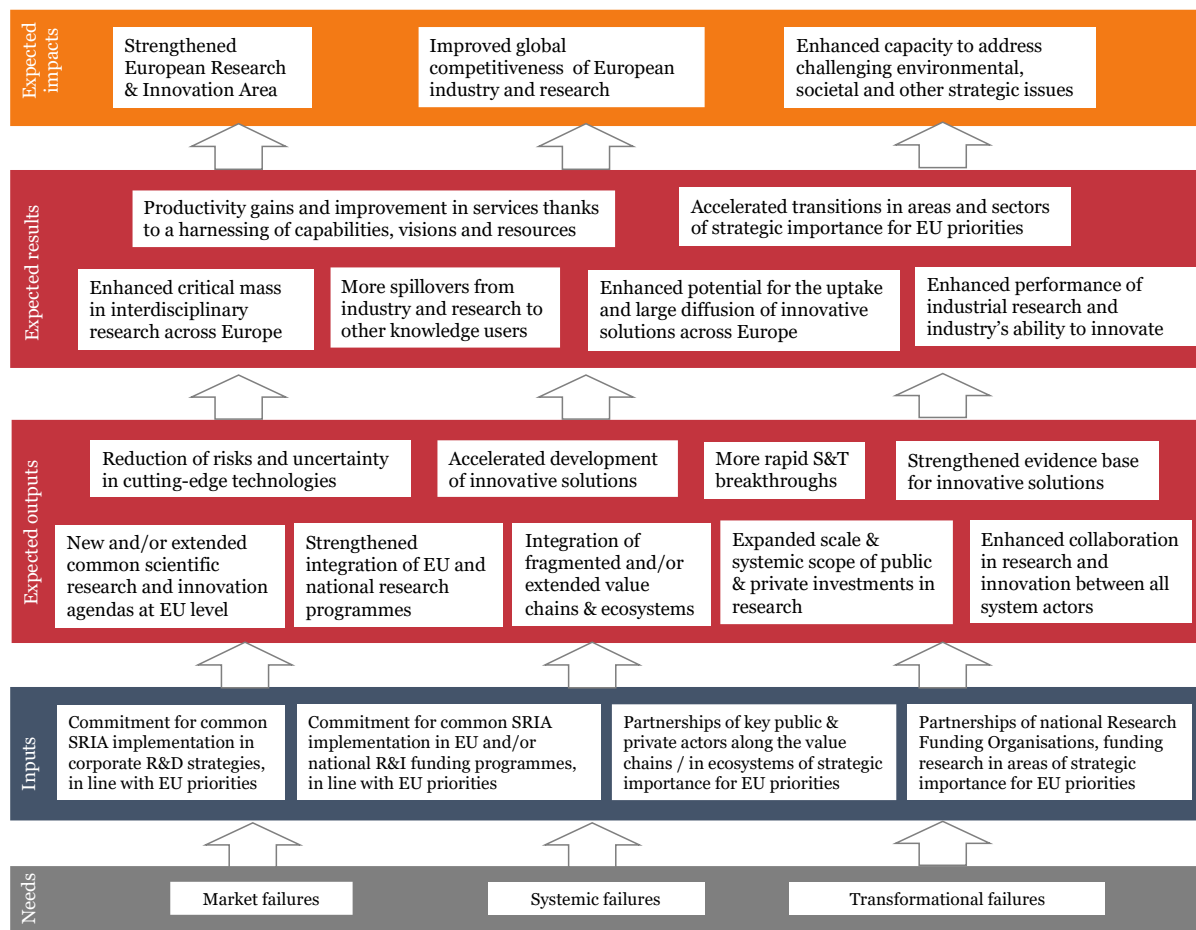 Expected
impacts
Strengthened
European Research
& Innovation Area
Improved global
competitiveness of European
industry and research
Enhanced capacity to address
challenging environmental,
societal and other strategic issues
Expected results
Productivity gains and improvement in services thanks
to a harnessing of capabilities, visions and resources
Accelerated transitions in areas and sectors
of strategic importance for EU priorities
Enhanced critical mass
in interdisciplinary
research across Europe
More spillovers from
industry and research to
other knowledge users
Enhanced potential for the uptake
and large diffusion of innovative
solutions across Europe
Enhanced performance of
industrial research and
industry's ability to innovate
Expected outputs
Reduction of risks and uncertainty
in cutting-edge technologies
Accelerated development
of innovative solutions
More rapid S&T
breakthroughs
Strengthened evidence base
for innovative solutions
New and/or extended
common scientific
research and innovation
agendas at EU level
Strengthened
integration of EU and
national research
programmes
Integration of
fragmented and/or
extended value
chains & ecosystems
Expanded scale &
systemic scope of public
& private investments in
research
Enhanced collaboration
in research and
innovation between all
system actors
Inputs
Commitment for common
SRIA implementation in
corporate R&D strategies,
in line with EU priorities
Commitment for common SRIA
implementation in EU and/or
national R&I funding programmes,
in line with EU priorities
Partnerships of key public &
private actors along the value
chains / in ecosystems of strategic
importance for EU priorities
Partnerships of national Research
Funding Organisations, funding
research in areas of strategic
importance for EU priorities
Needs
Market failures
Systemic failures
Transformational failures